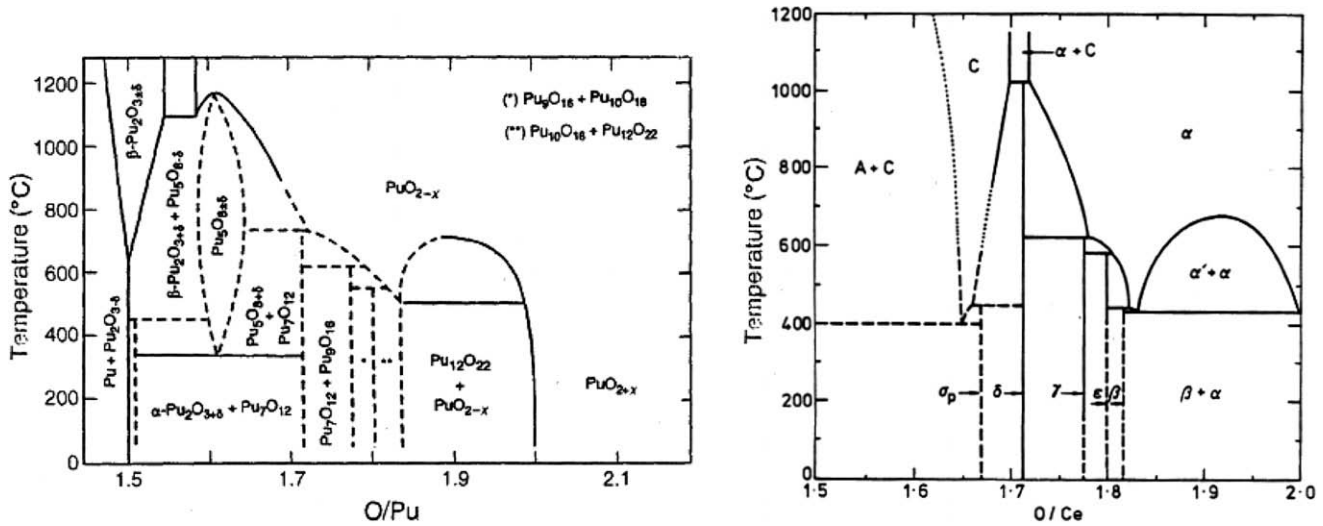 Temperature (°C)
1200
1000
800
600
400
200
0
1.5
1.7
1.9
2.1
O/Pu
(*) Pu9O16 + Pu10O18
(**) Pu10O16 + Pu12O22
β-Pu2O3±δ
β-Pu2O3+δ + Pu5O8-δ
Pu5O8±δ
PuO2-x
Pu + Pu2O3-δ
Pu5O8+δ +
Pu7O12
α-Pu2O3+δ + Pu7O12
Pu7O12 + Pu9O16
*
**
Pu12O22
+
PuO2-x
PuO2+x
Temperature (°C)
1200
1000
800
600
400
200
0
1·5
1·6
1·7
1·8
1·9
2·0
O / Ce
C
α + C
α
A + C
α' + α
σp
δ
γ
ε
β
β + α